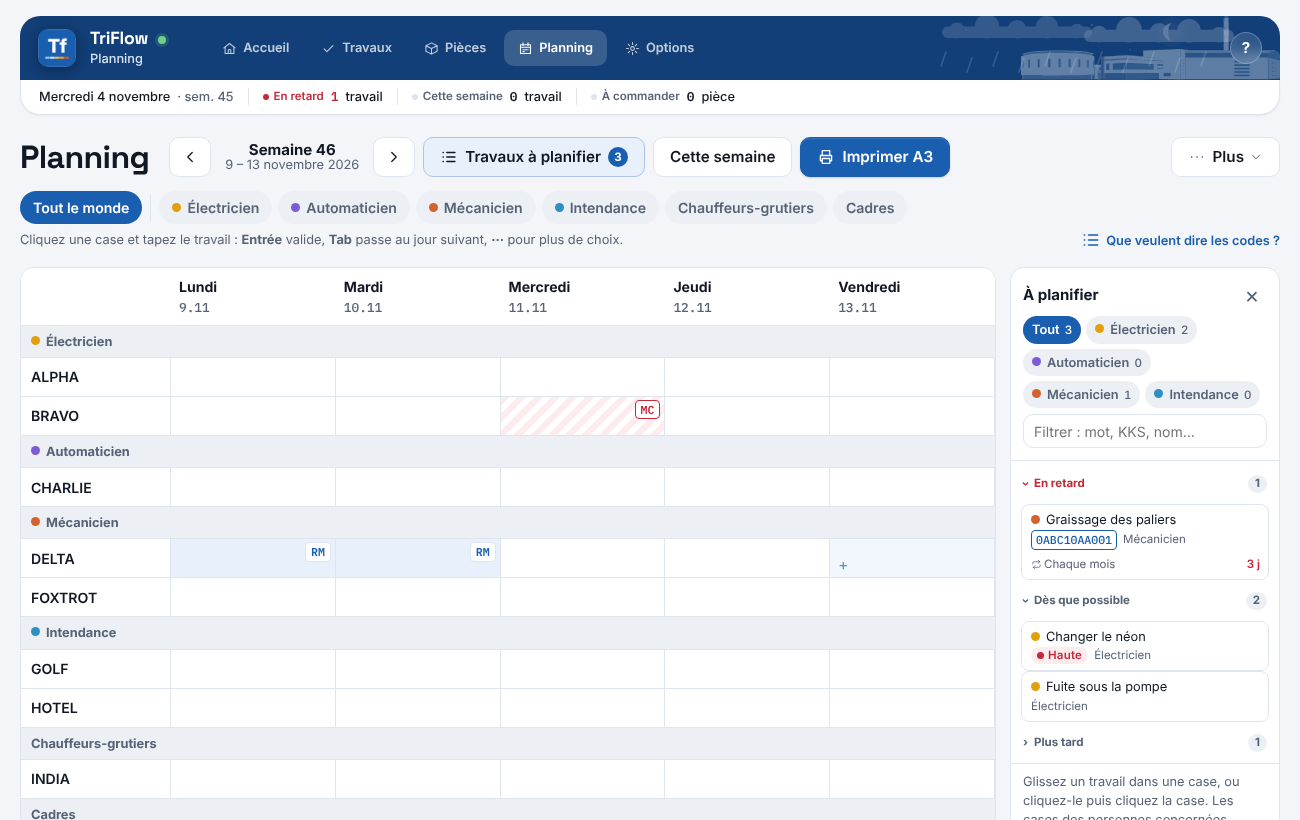 Tf
TriFlow
Planning
Accueil
Travaux
Pièces
Planning
Options
?
Mercredi 4 novembre · sem. 45
En retard 1 travail
Cette semaine 0 travail
À commander 0 pièce
Planning
Semaine 46
9 – 13 novembre 2026
Travaux à planifier 3
Cette semaine
Imprimer A3
··· Plus
Tout le monde
Électricien
Automaticien
Mécanicien
Intendance
Chauffeurs-grutiers
Cadres
Cliquez une case et tapez le travail : Entrée valide, Tab passe au jour suivant, ··· pour plus de choix.
Que veulent dire les codes ?
Lundi
9.11
Mardi
10.11
Mercredi
11.11
Jeudi
12.11
Vendredi
13.11
Électricien
ALPHA
BRAVO
MC
Automaticien
CHARLIE
Mécanicien
DELTA
RM
RM
+
FOXTROT
Intendance
GOLF
HOTEL
Chauffeurs-grutiers
INDIA
Cadres
À planifier
Tout 3
Électricien 2
Automaticien 0
Mécanicien 1
Intendance 0
Filtrer : mot, KKS, nom...
En retard 1
Graissage des paliers
0ABC10AA001 Mécanicien
Chaque mois 3 j
Dès que possible 2
Changer le néon
Haute Électricien
Fuite sous la pompe
Électricien
Plus tard 1
Glissez un travail dans une case, ou
cliquez-le puis cliquez la case. Les
cases des personnes concernées